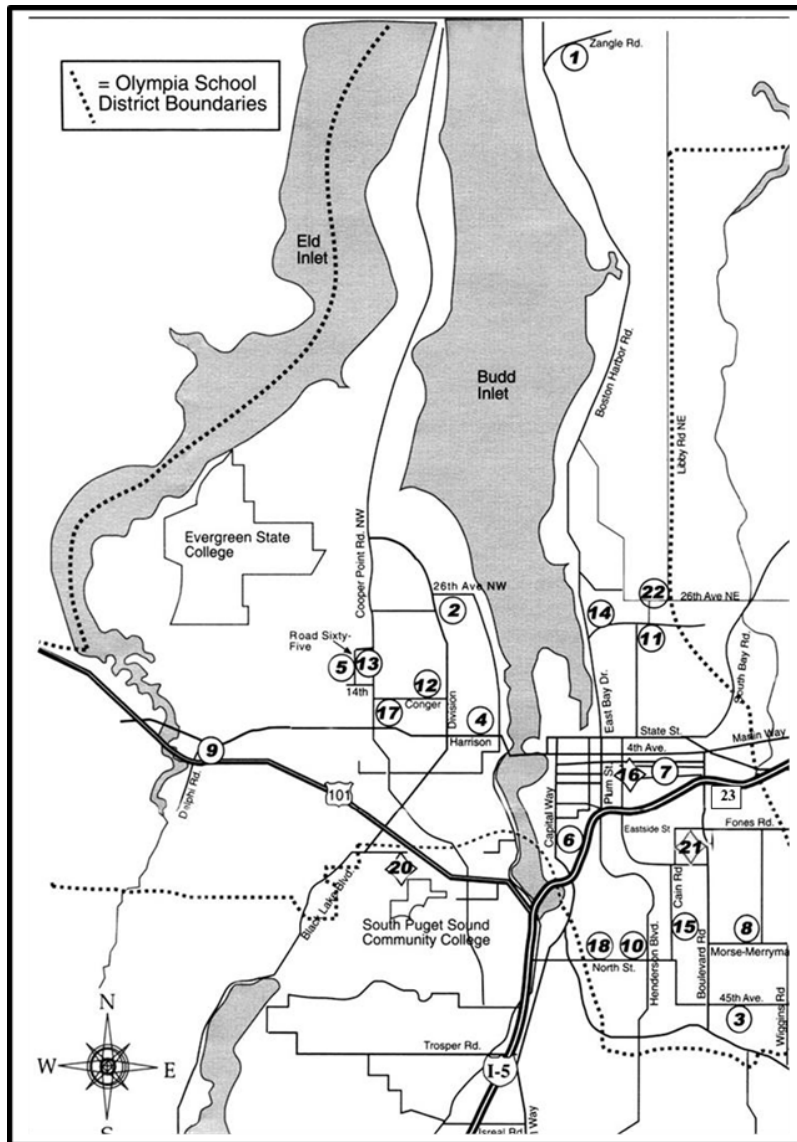 = Olympia School
District Boundaries
1
Zangle Rd.
Eld
Inlet
Budd
Inlet
Boston Harbor Rd.
Libby Rd NE
Evergreen State
College
Cooper Point Rd. NW
26th Ave NW
2
22
26th Ave NE
14
11
Road Sixty-
Five
5
13
14th
12
Conger
Division
17
4
Harrison
East Bay Dr.
South Bay Rd.
State St.
Martin Way
4th Ave.
9
101
Plum St.
16
7
23
Capital Way
6
Eastside St
Fones Rd.
21
Black Lake Blvd.
20
South Puget Sound
Community College
Cain Rd
15
8
18
10
North St.
Henderson Blvd.
Boulevard Rd
Morse-Merryma
45th Ave.
3
Wiggins Rd
N
W
E
S
Trosper Rd.
I-5
Isreal Rd.
Way